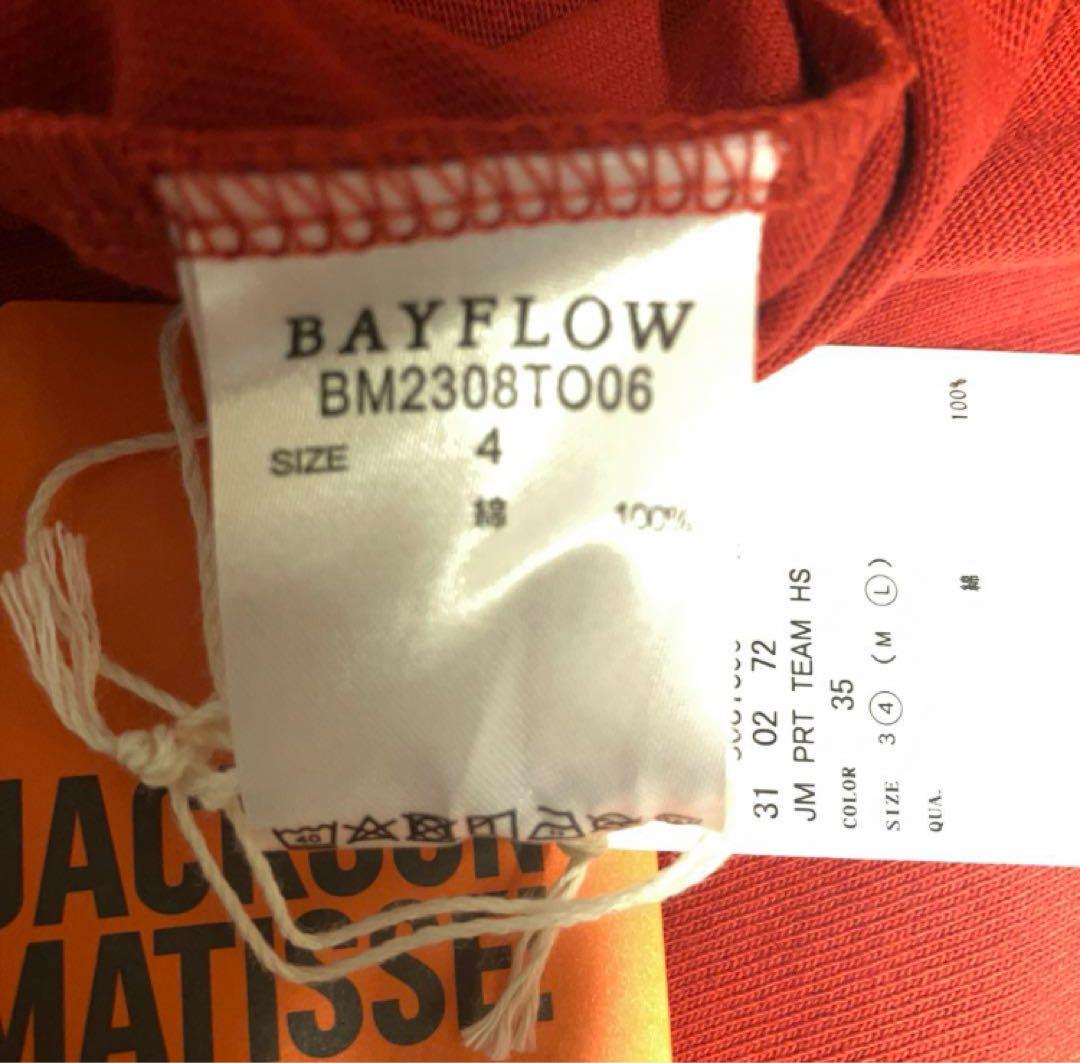 BAYFLOW
BM2308TO06
SIZE 4
綿 100%
40
31 02 72
JM PRT TEAM HS
COLOR 35
SIZE 3 4 (M L)
QUA. 綿 100%
JACKSON
MATISSE